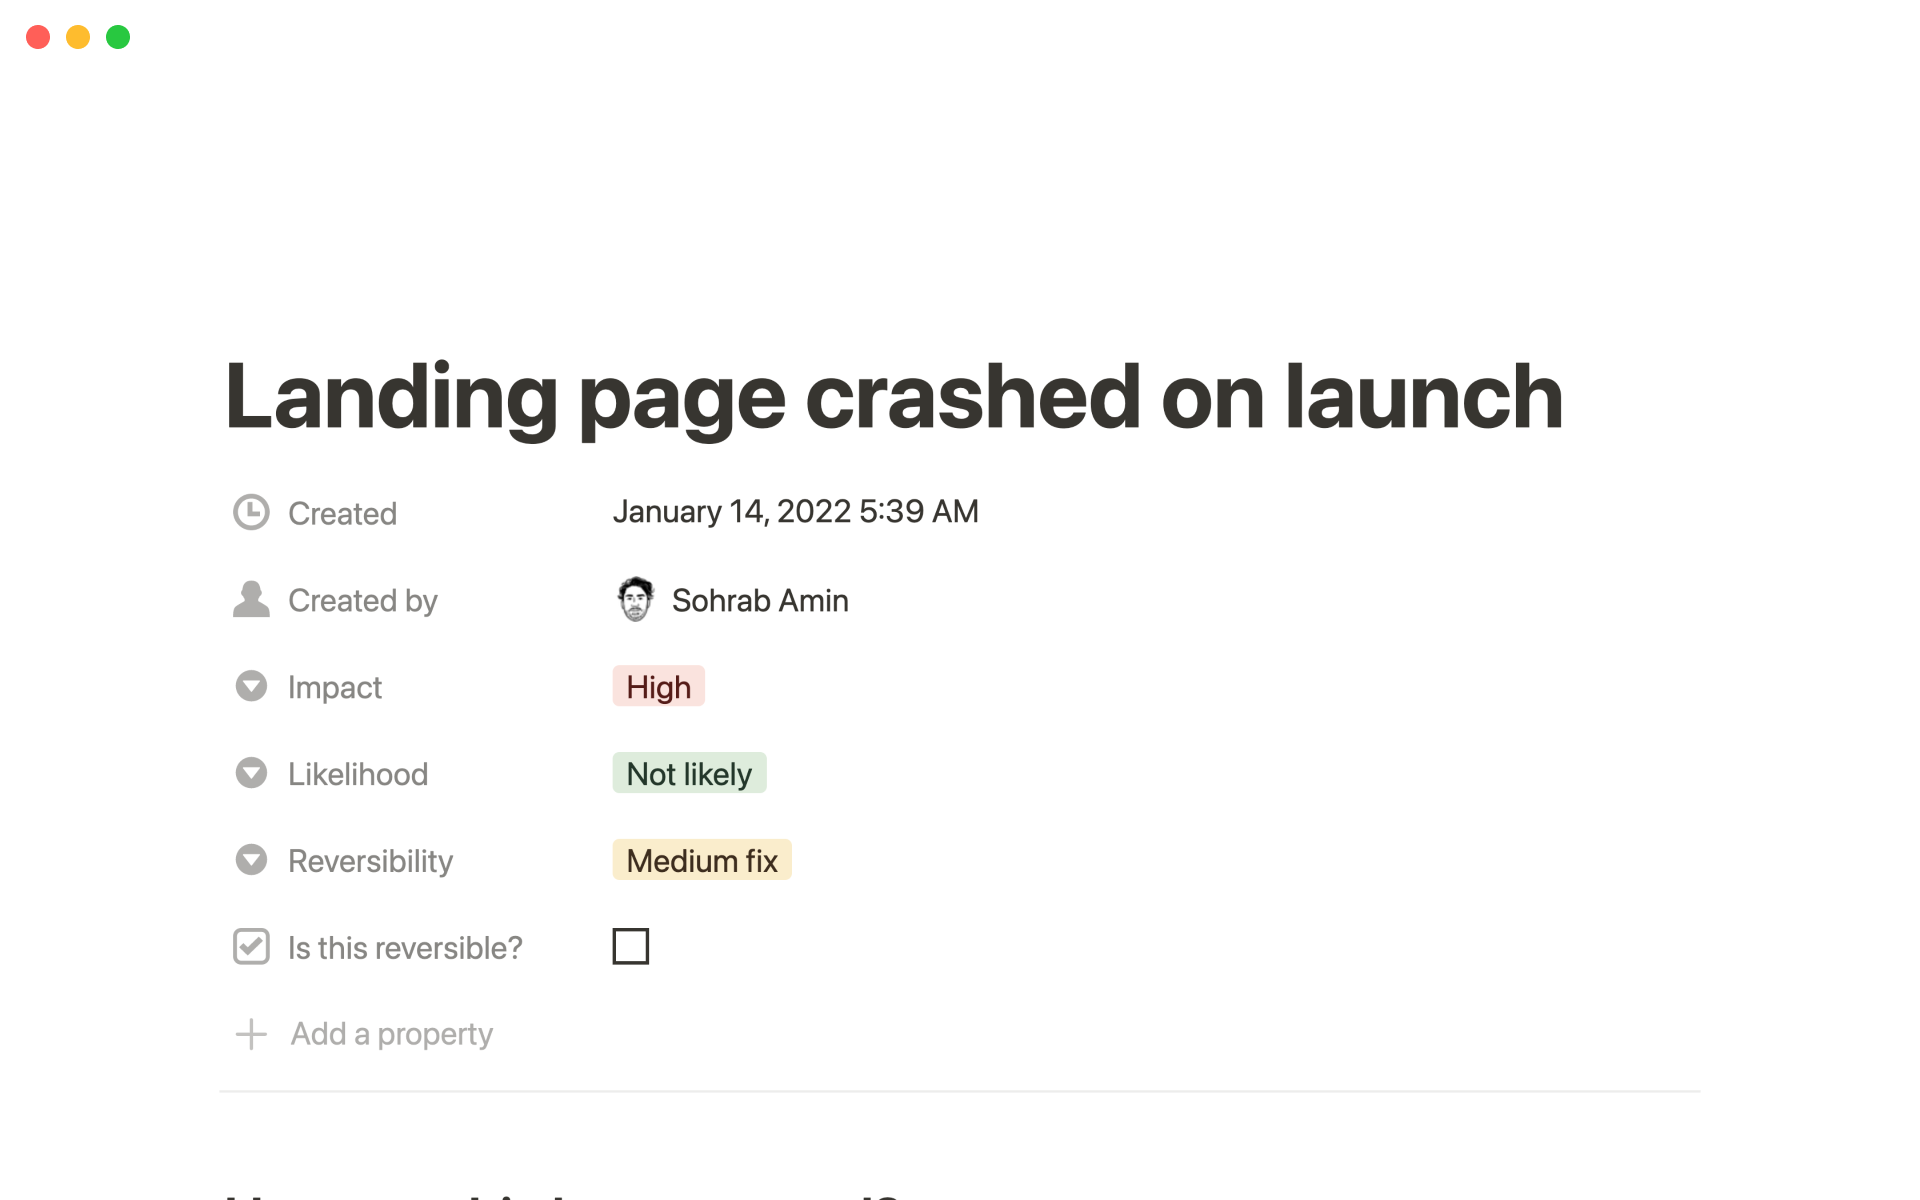 Landing page crashed on launch
Created January 14, 2022 5:39 AM
Created by Sohrab Amin
Impact High
Likelihood Not likely
Reversibility Medium fix
Is this reversible?
Add a property